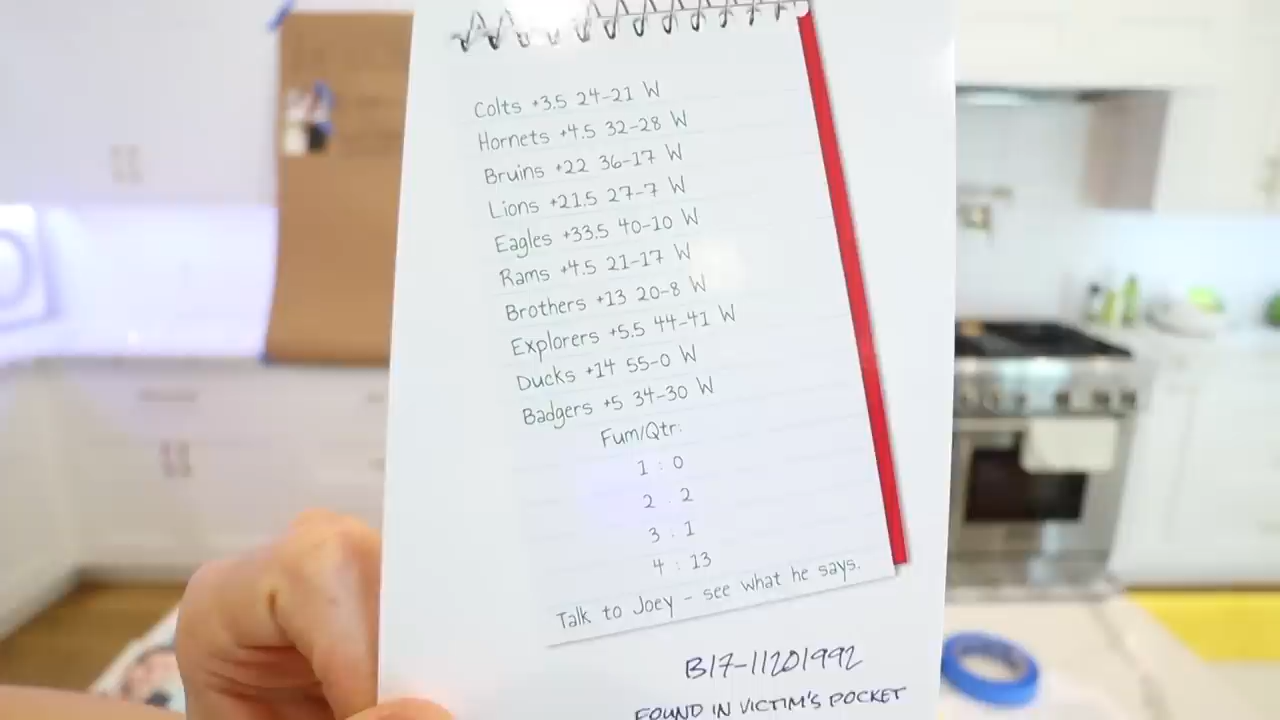 Colts +3.5 24-21 W
Hornets +4.5 32-28 W
Bruins +22 36-17 W
Lions +21.5 27-7 W
Eagles +33.5 40-10 W
Rams +4.5 21-17 W
Brothers +13 20-8 W
Explorers +5.5 44-41 W
Ducks +14 55-0 W
Badgers +5 34-30 W
Fum/Qtr:
1 : 0
2 : 2
3 : 1
4 : 13
Talk to Joey - see what he says.
B17-11201992
FOUND IN VICTIM'S POCKET